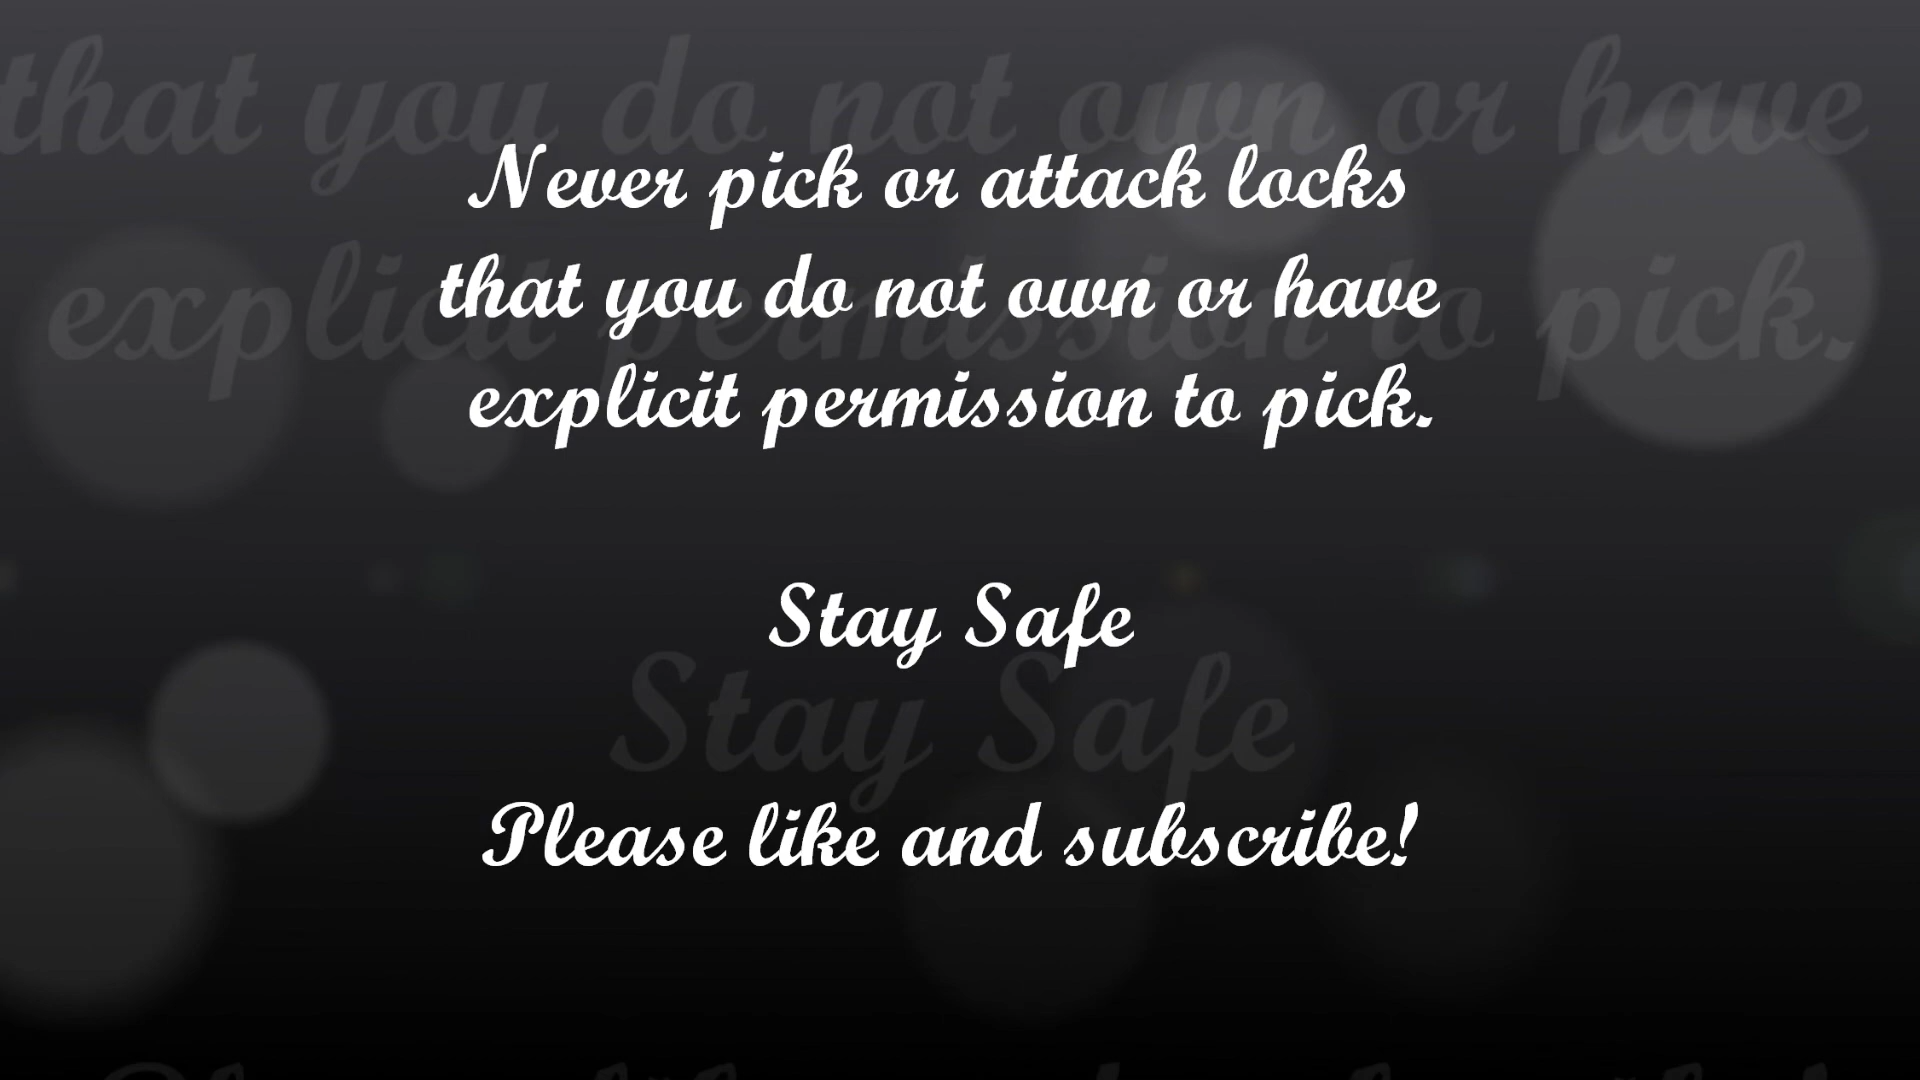 Never pick or attack locks
that you do not own or have
explicit permission to pick.
Stay Safe
Please like and subscribe!